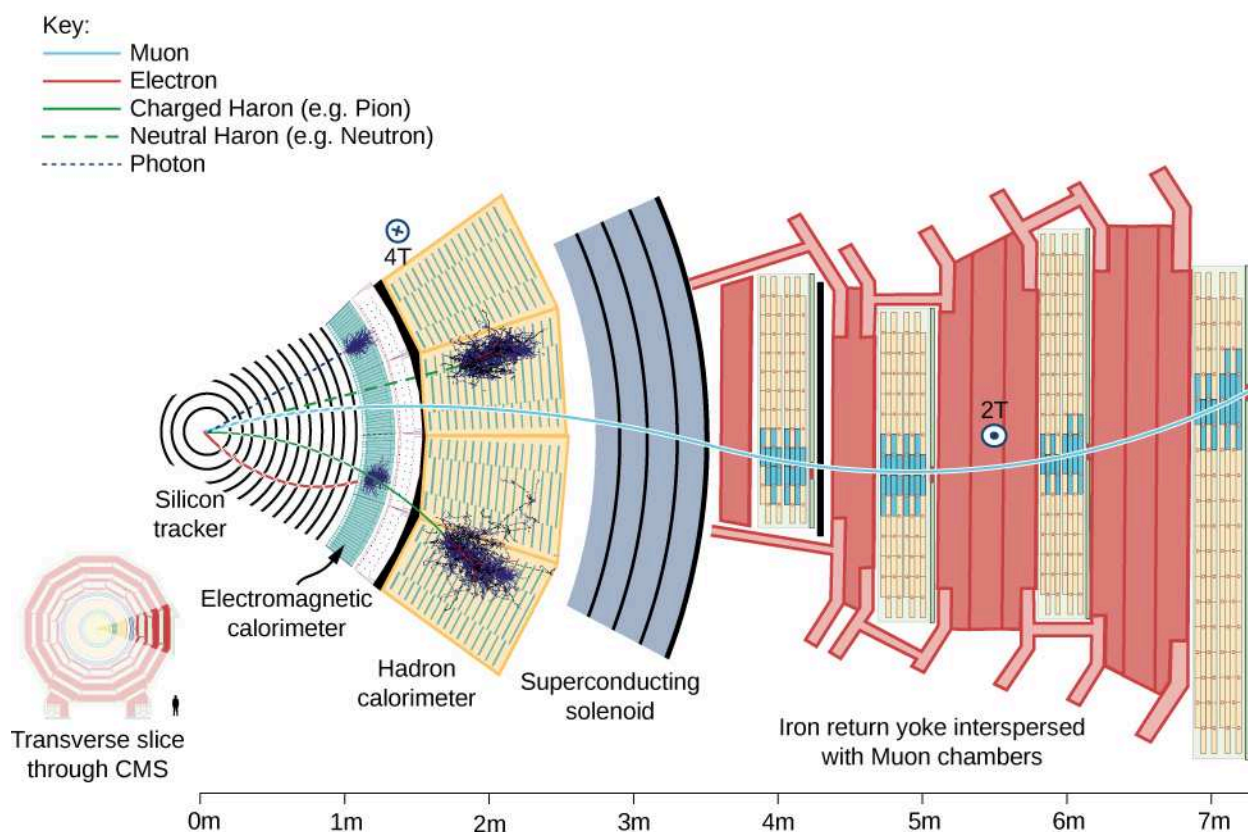 Key:
Muon
Electron
Charged Haron (e.g. Pion)
Neutral Haron (e.g. Neutron)
Photon
4T
2T
Silicon
tracker
Electromagnetic
calorimeter
Hadron
calorimeter
Superconducting
solenoid
Iron return yoke interspersed
with Muon chambers
Transverse slice
through CMS
0m 1m 2m 3m 4m 5m 6m 7m